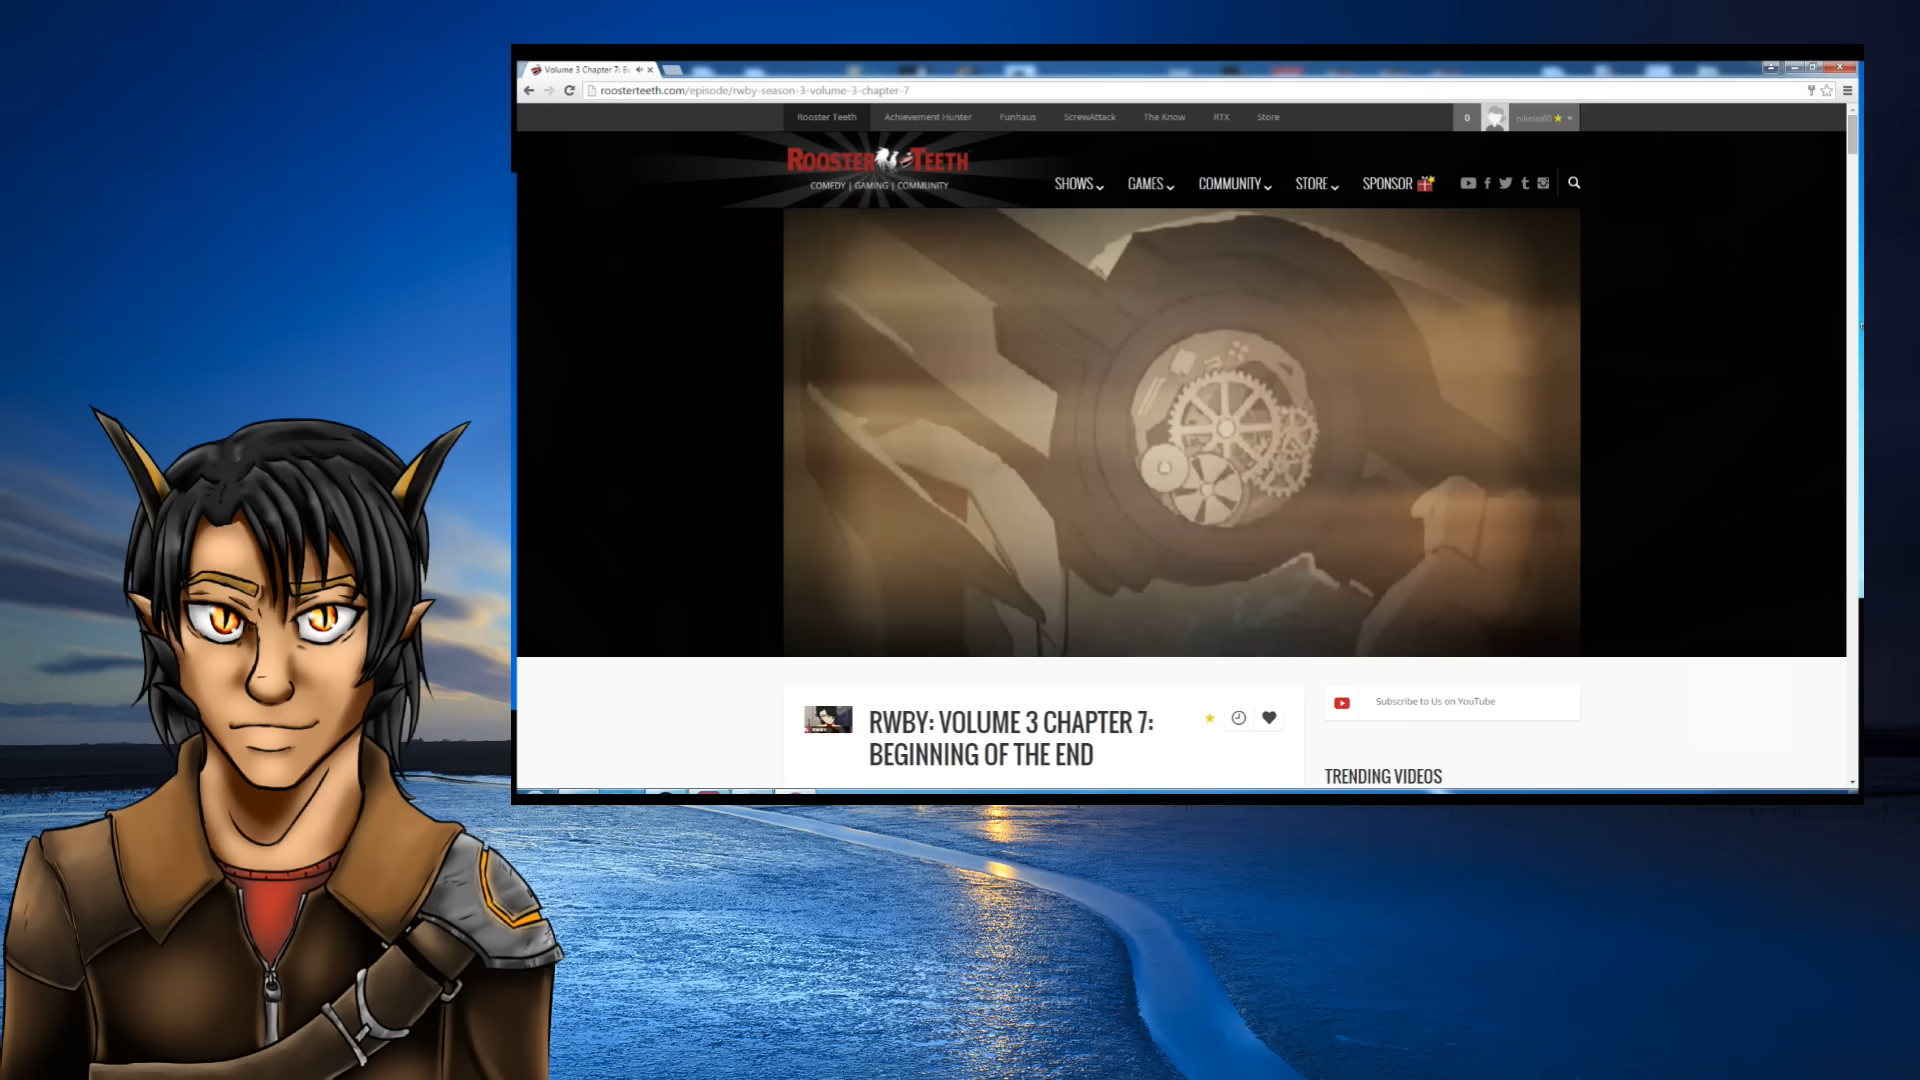 Volume 3 Chapter 7: Be
roosterteeth.com/episode/rwby-season-3-volume-3-chapter-7
Rooster Teeth Achievement Hunter Funhaus ScrewAttack The Know RTX Store 0 nikolai60
ROOSTER TEETH
COMEDY | GAMING | COMMUNITY
SHOWS GAMES COMMUNITY STORE SPONSOR
RWBY: VOLUME 3 CHAPTER 7:
BEGINNING OF THE END
Subscribe to Us on YouTube
TRENDING VIDEOS